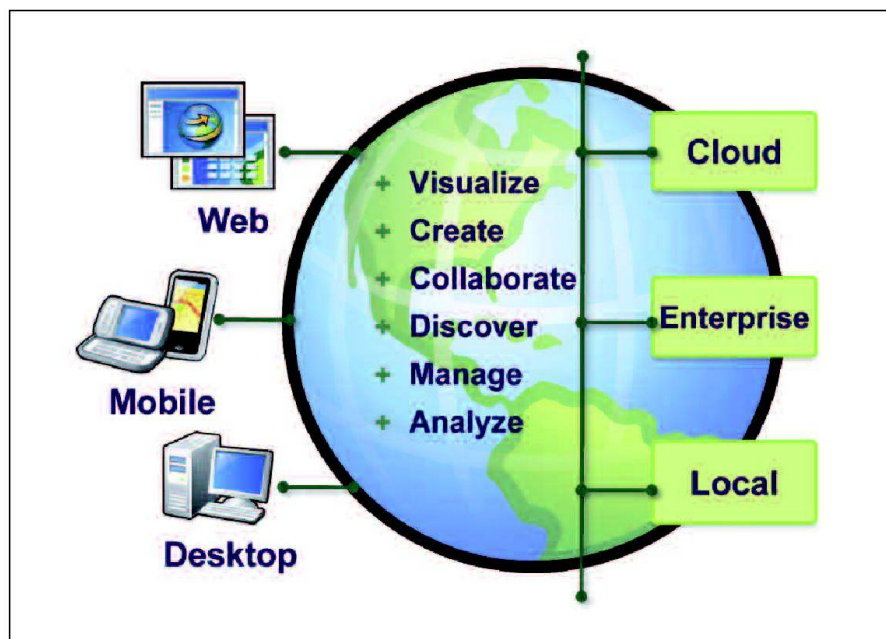 Web
Mobile
Desktop
+ Visualize
+ Create
+ Collaborate
+ Discover
+ Manage
+ Analyze
Cloud
Enterprise
Local